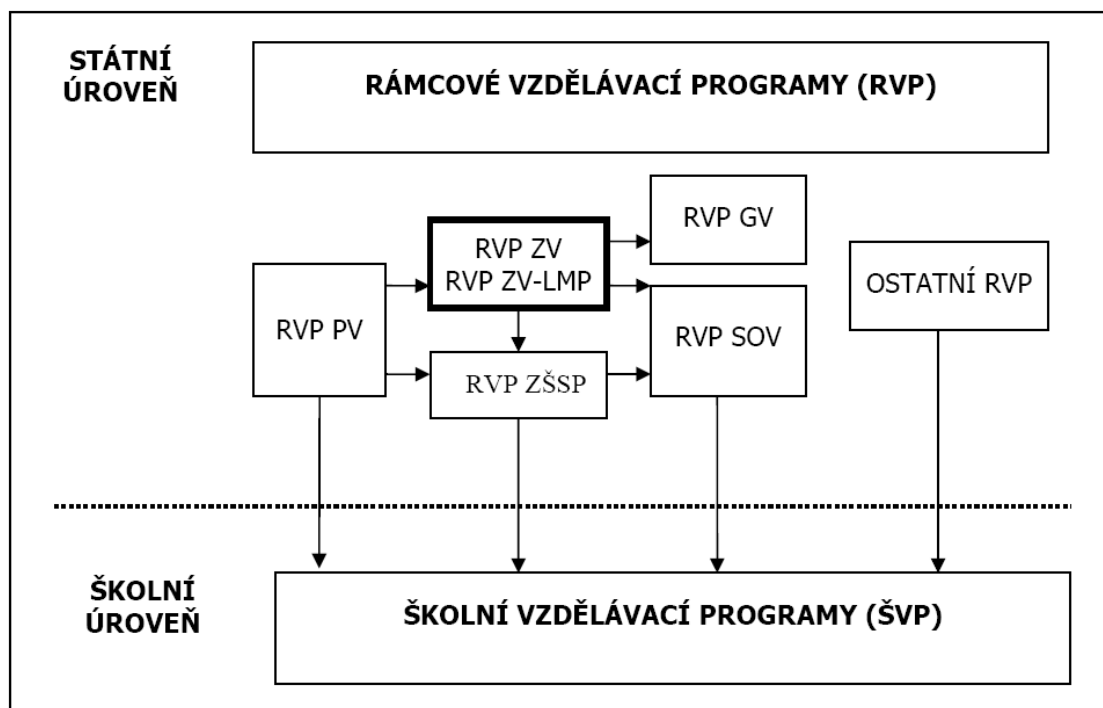 STÁTNÍ
ÚROVEŇ
RÁMCOVÉ VZDĚLÁVACÍ PROGRAMY (RVP)
RVP GV
RVP ZV
RVP ZV-LMP
OSTATNÍ RVP
RVP PV
RVP SOV
RVP ZŠSP
ŠKOLNÍ
ÚROVEŇ
ŠKOLNÍ VZDĚLÁVACÍ PROGRAMY (ŠVP)